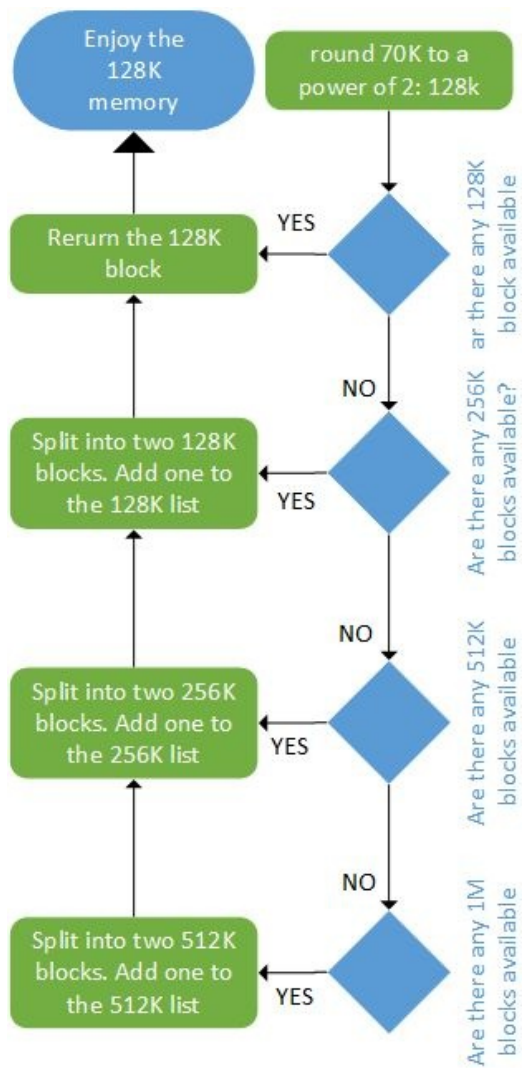 Enjoy the
128K
memory
round 70K to a
power of 2: 128k
YES
Rerurn the 128K
block
ar there any 128K
block available
NO
Split into two 128K
blocks. Add one to
the 128K list
YES
Are there any 256K
blocks available?
NO
Split into two 256K
blocks. Add one to
the 256K list
YES
Are there any 512K
blocks available
NO
Split into two 512K
blocks. Add one to
the 512K list
YES
Are there any 1M
blocks available